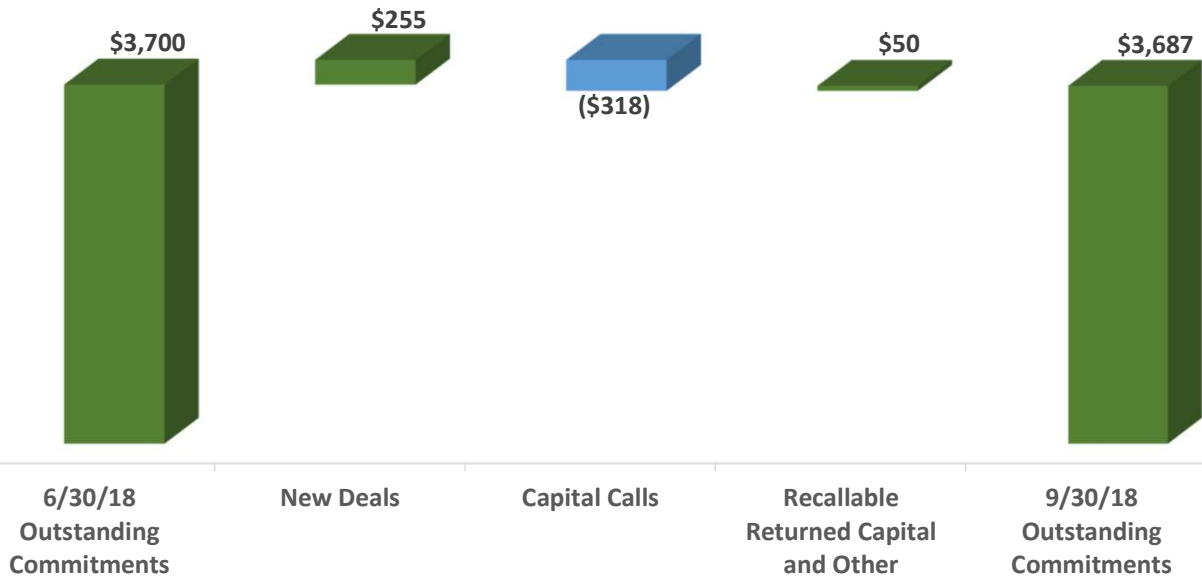 $3,700
$255
($318)
$50
$3,687
6/30/18
Outstanding
Commitments
New Deals
Capital Calls
Recallable
Returned Capital
and Other
9/30/18
Outstanding
Commitments